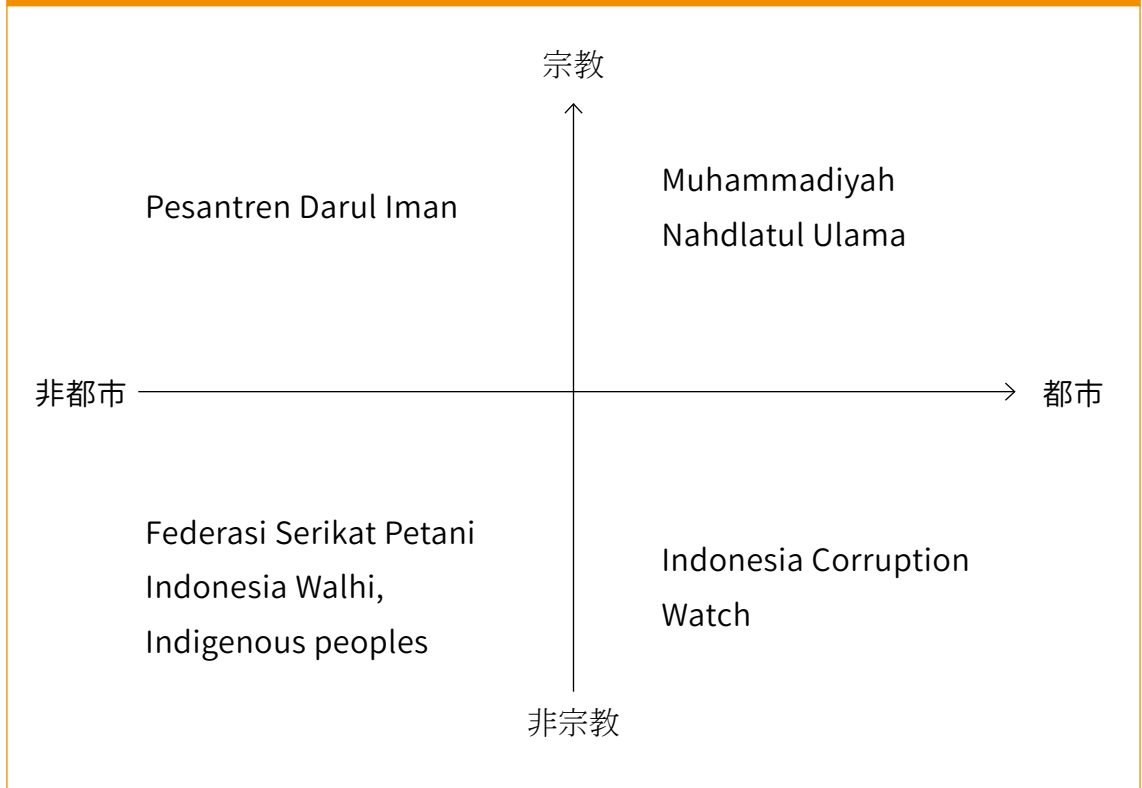 宗教
Pesantren Darul Iman
Muhammadiyah
Nahdlatul Ulama
非都市
都市
Federasi Serikat Petani
Indonesia Walhi,
Indigenous peoples
Indonesia Corruption
Watch
非宗教